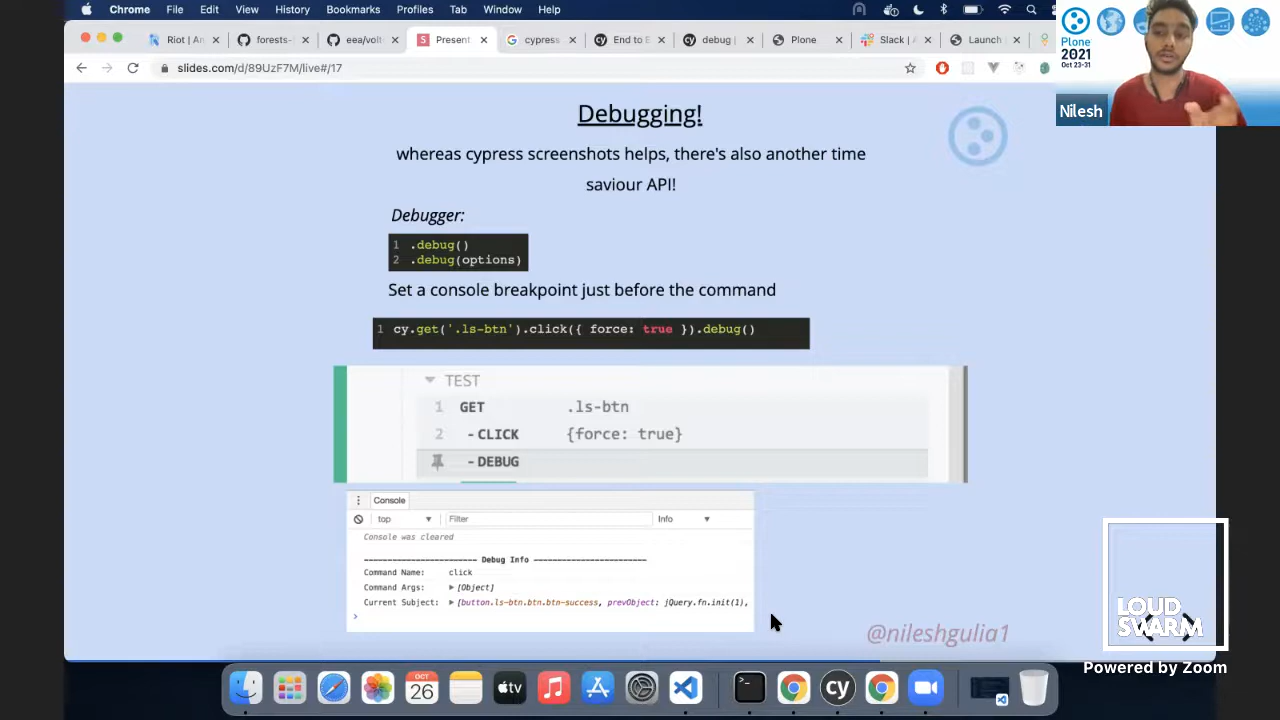 Chrome File Edit View History Bookmarks Profiles Tab Window Help
Riot | An
forests-
eea/volt-
Present
cypress
End to E
debug |
Plone
Slack | A
Launch |
slides.com/d/89UzF7M/live#/17
Plone
2021
Oct 23-31
Nilesh
Debugging!
whereas cypress screenshots helps, there's also another time
saviour API!
Debugger:
1 .debug()
2 .debug(options)
Set a console breakpoint just before the command
1 cy.get('.ls-btn').click({ force: true }).debug()
TEST
1 GET .ls-btn
2 -CLICK {force: true}
-DEBUG
Console
top Filter Info
Console was cleared
------------------------ Debug Info ------------------------
Command Name: click
Command Args: [Object]
Current Subject: [button.ls-btn.btn.btn-success, prevObject: jQuery.fn.init(1),
@nileshgulia1
LOUD
SWARM
Powered by Zoom
OCT
26
tv
cy